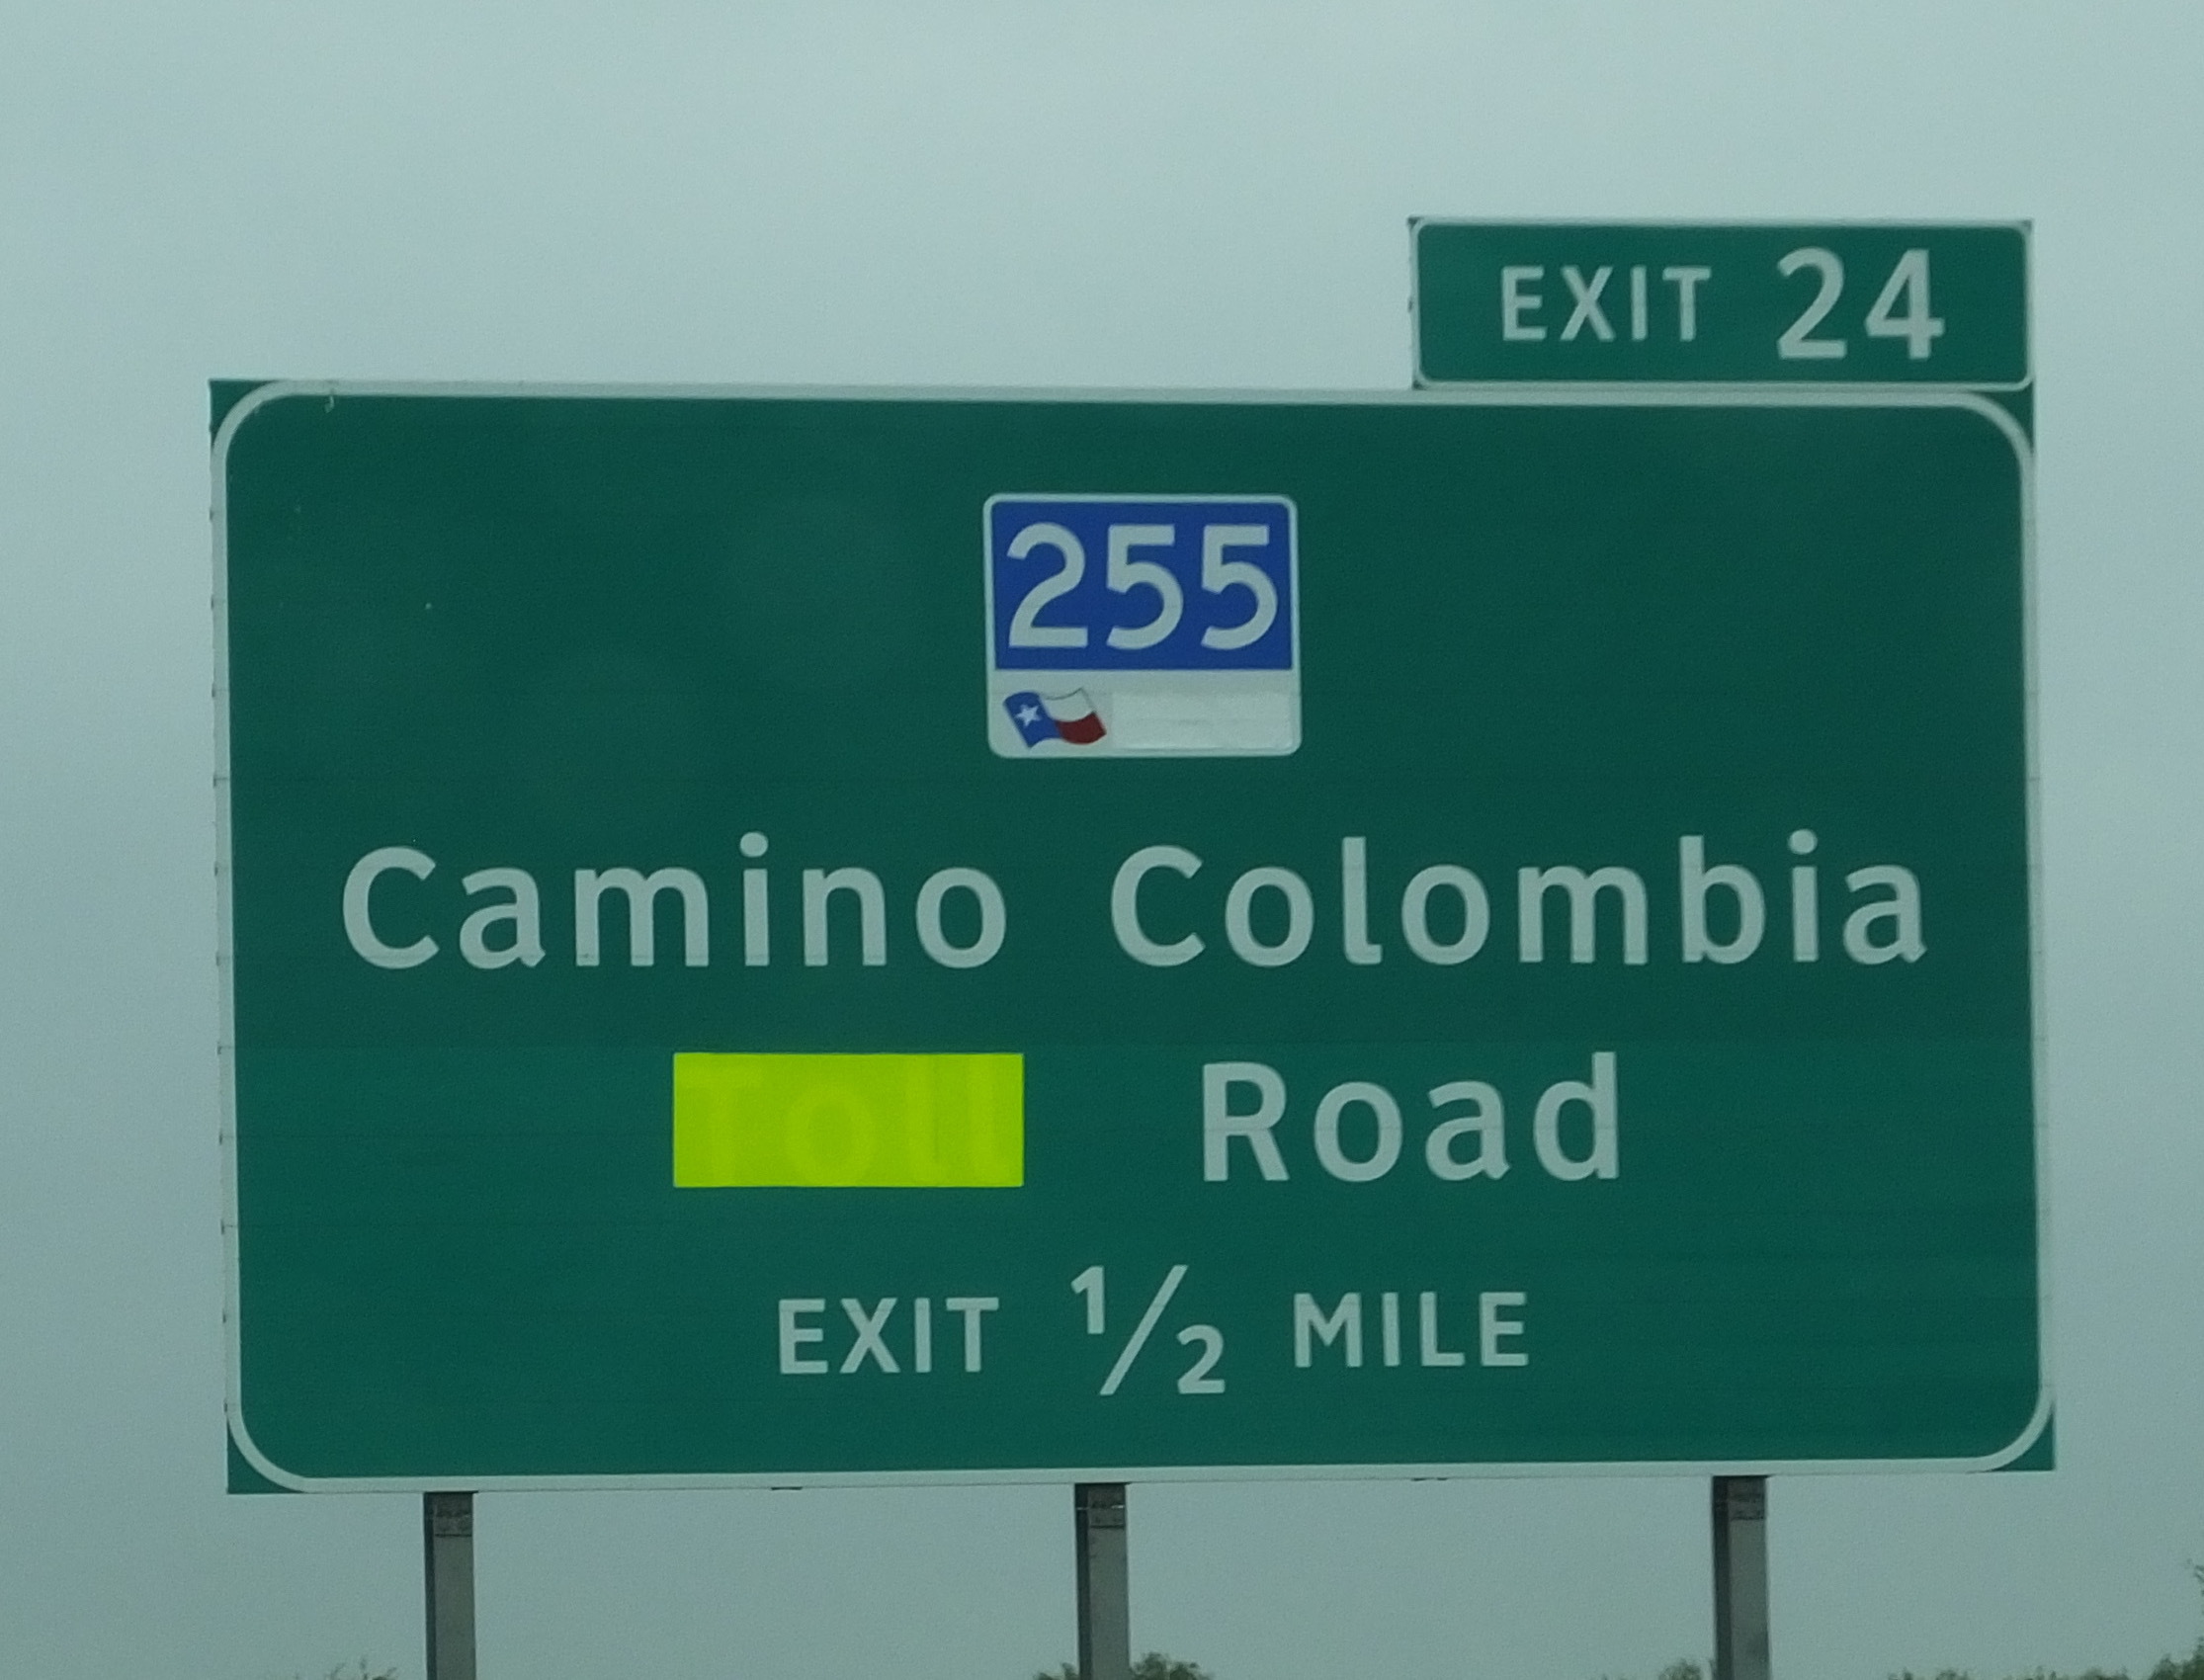 EXIT 24
255
Camino Colombia
Toll Road
EXIT 1/2 MILE